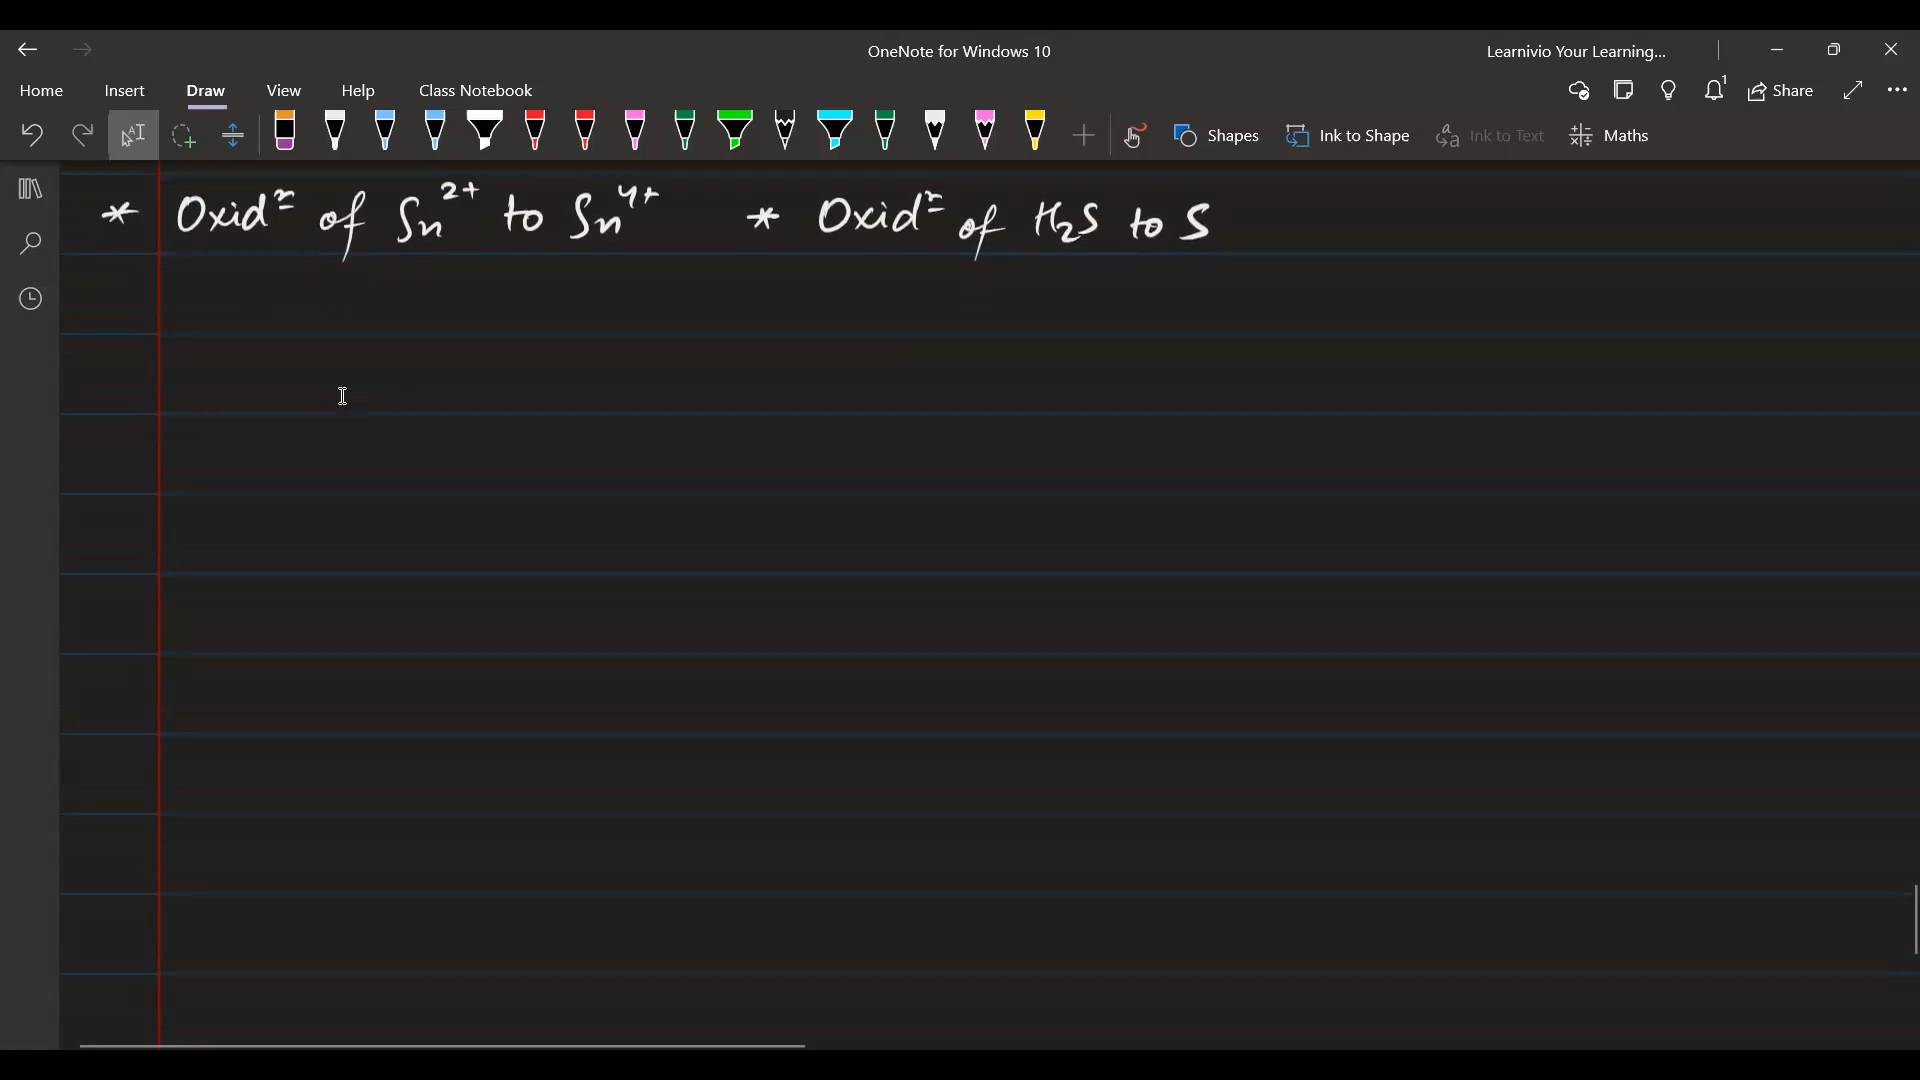 OneNote for Windows 10
Learnivio Your Learning...
Home Insert Draw View Help Class Notebook
1
Share
Shapes Ink to Shape Ink to Text Maths
* Oxidⁿ of Sn²⁺ to Sn⁴⁺ * Oxidⁿ of H₂S to S